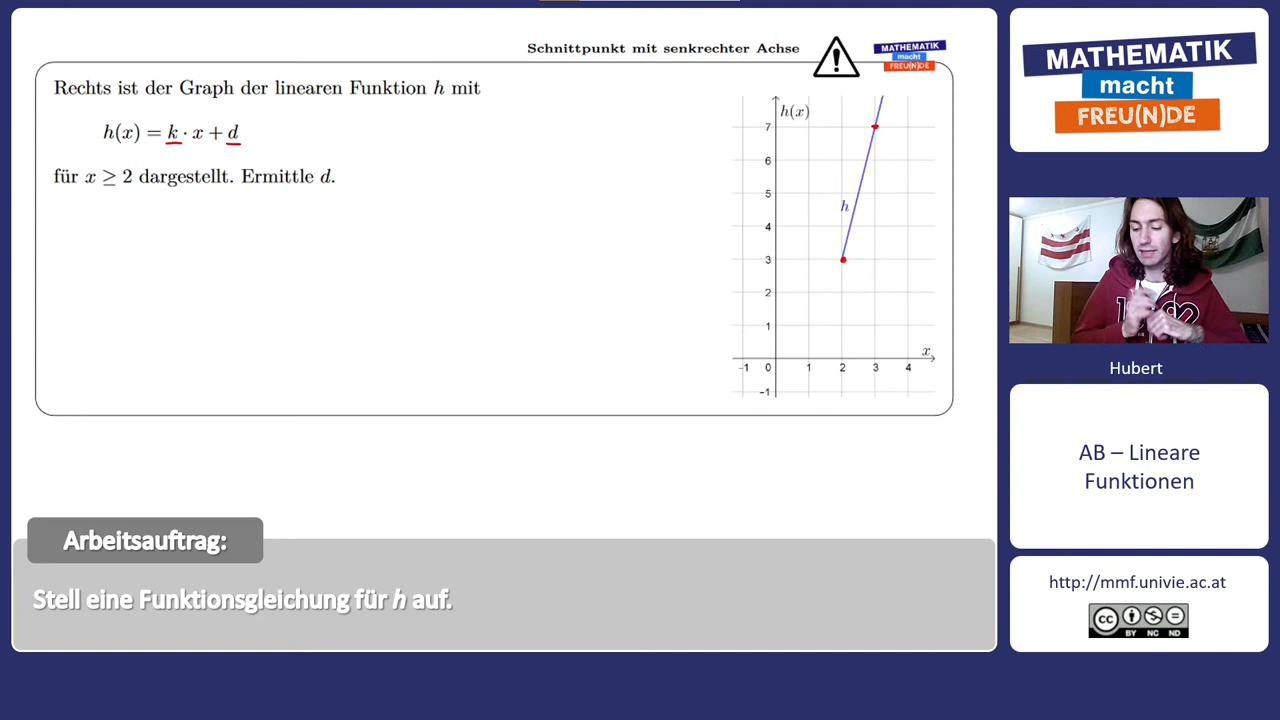 Schnittpunkt mit senkrechter Achse
MATHEMATIK
macht
FREU(N)DE
Rechts ist der Graph der linearen Funktion h mit
h(x) = k · x + d
für x ≥ 2 dargestellt. Ermittle d.
h(x)
7
6
5
h
4
3
2
1
x
-1 0 1 2 3 4
-1
Arbeitsauftrag:
Stell eine Funktionsgleichung für h auf.
MATHEMATIK
macht
FREU(N)DE
Hubert
AB – Lineare
Funktionen
http://mmf.univie.ac.at
cc
BY NC ND